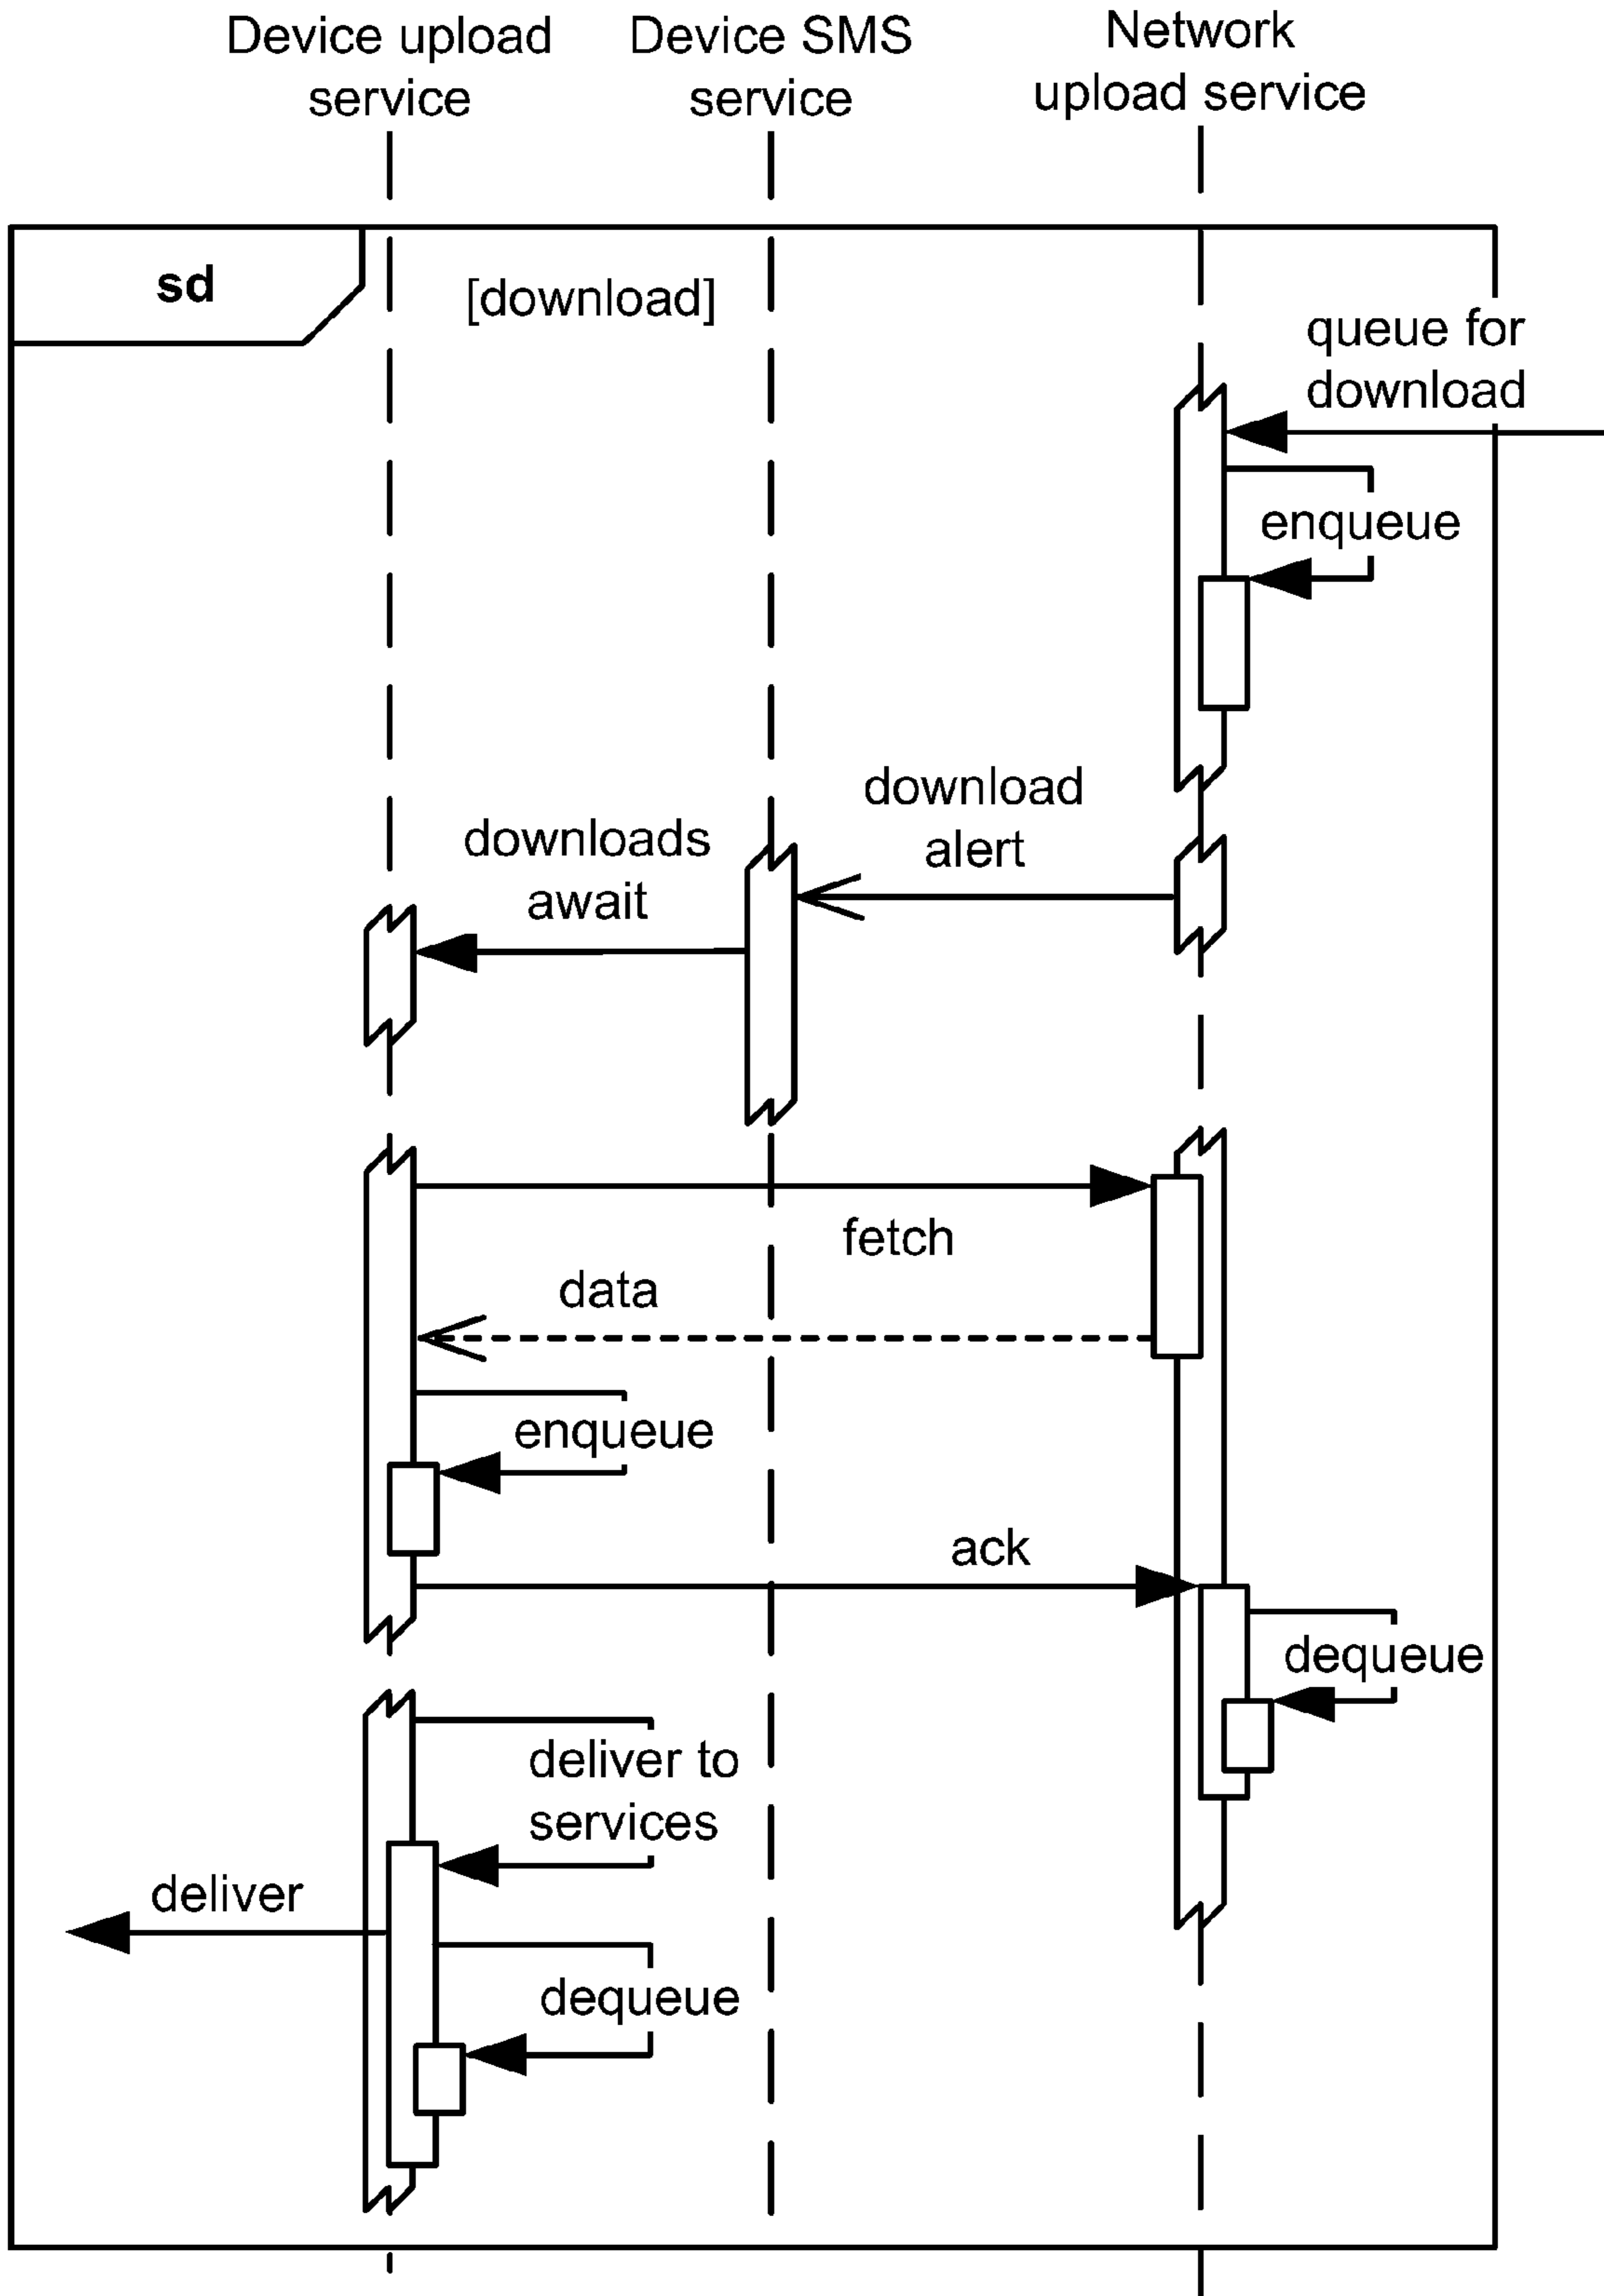 Device upload
service
Device SMS
service
Network
upload service
sd
[download]
queue for
download
enqueue
download
alert
downloads
await
fetch
data
enqueue
ack
dequeue
deliver to
services
deliver
dequeue